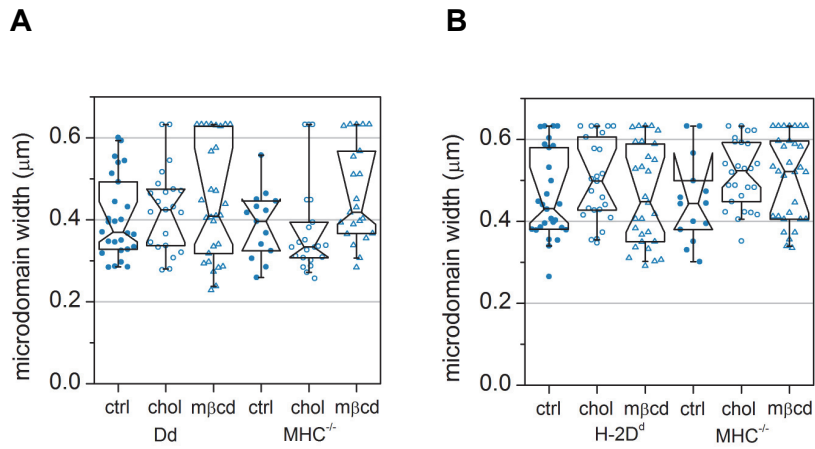 A
microdomain width (µm)
0.6
0.4
0.2
0.0
ctrl chol mβcd ctrl chol mβcd
Dd MHC-/-
B
microdomain width (µm)
0.6
0.4
0.2
0.0
ctrl chol mβcd ctrl chol mβcd
H-2Dd MHC-/-